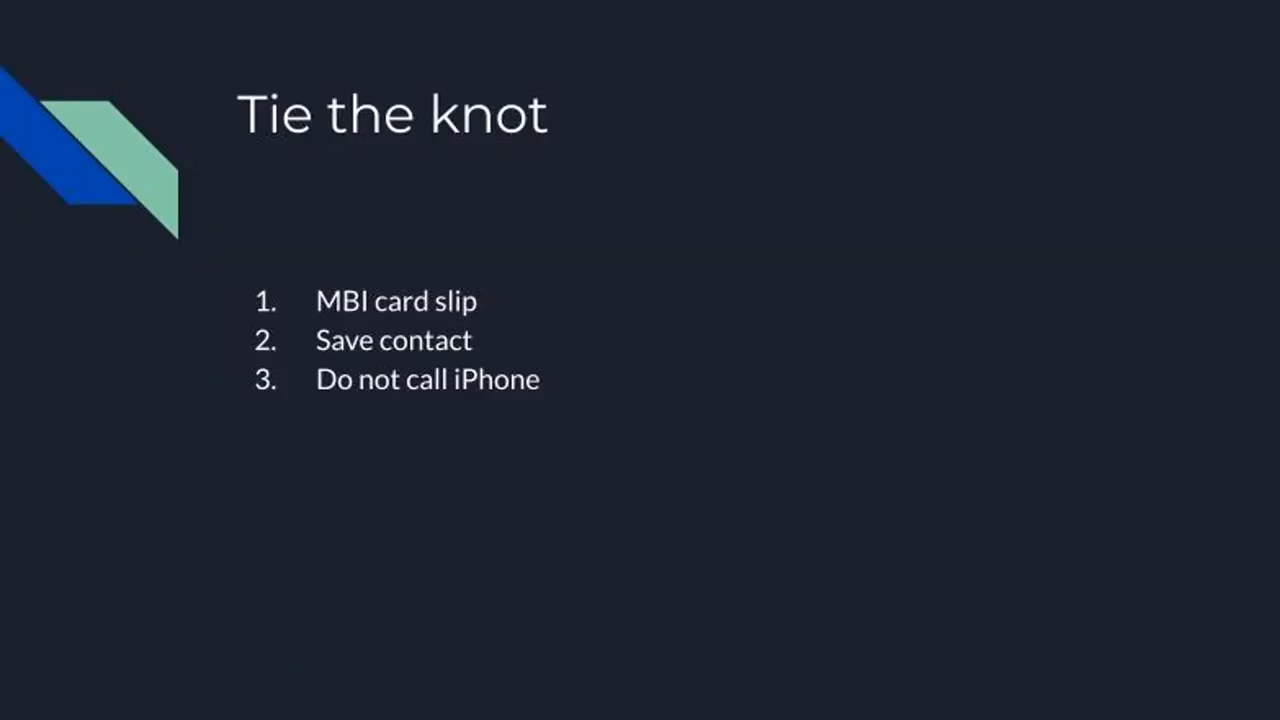 Tie the knot
1. MBI card slip
2. Save contact
3. Do not call iPhone